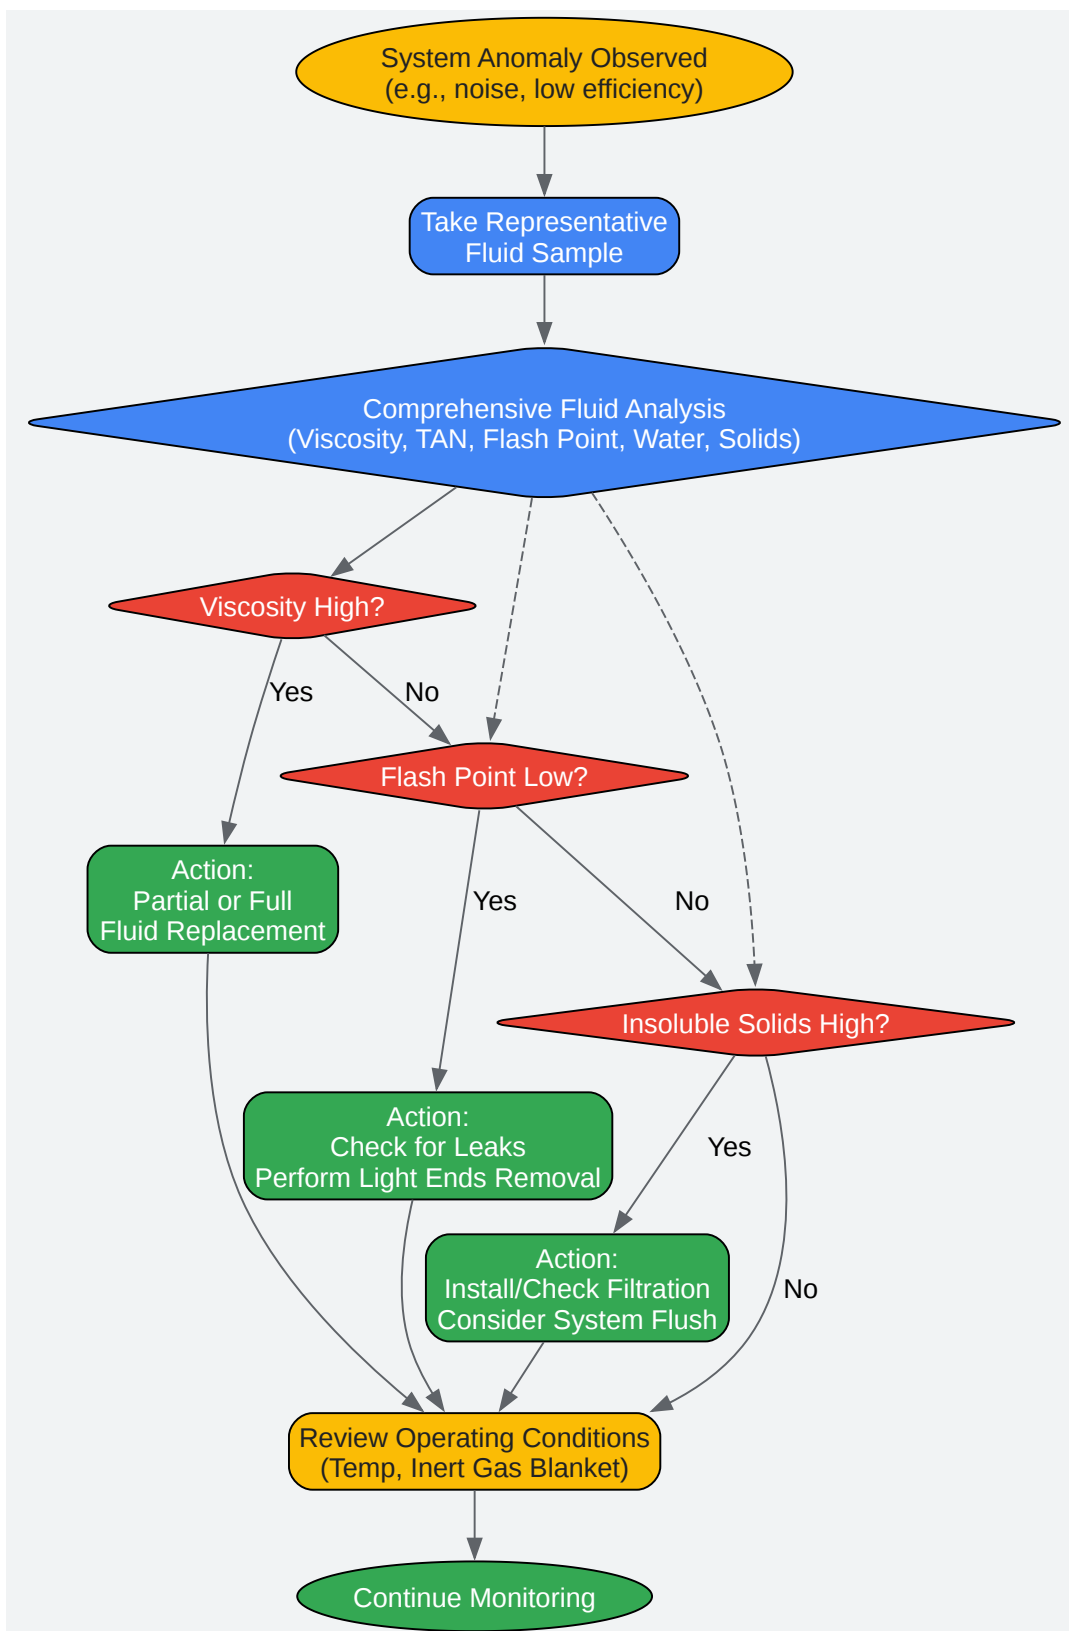 System Anomaly Observed
(e.g., noise, low efficiency)
Take Representative
Fluid Sample
Comprehensive Fluid Analysis
(Viscosity, TAN, Flash Point, Water, Solids)
Viscosity High?
Yes
No
Flash Point Low?
Action:
Partial or Full
Fluid Replacement
Yes
No
Insoluble Solids High?
Action:
Check for Leaks
Perform Light Ends Removal
Yes
Action:
Install/Check Filtration
Consider System Flush
No
Review Operating Conditions
(Temp, Inert Gas Blanket)
Continue Monitoring